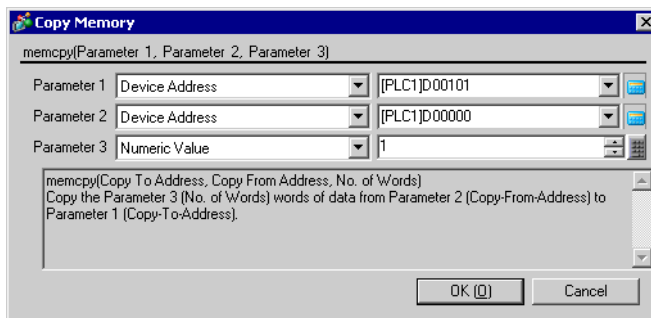 Copy Memory
memcpy(Parameter 1, Parameter 2, Parameter 3)
Parameter 1 Device Address [PLC1]D00101
Parameter 2 Device Address [PLC1]D00000
Parameter 3 Numeric Value 1
memcpy(Copy To Address, Copy From Address, No. of Words)
Copy the Parameter 3 (No. of Words) words of data from Parameter 2 (Copy-From-Address) to
Parameter 1 (Copy-To-Address).
OK (O) Cancel